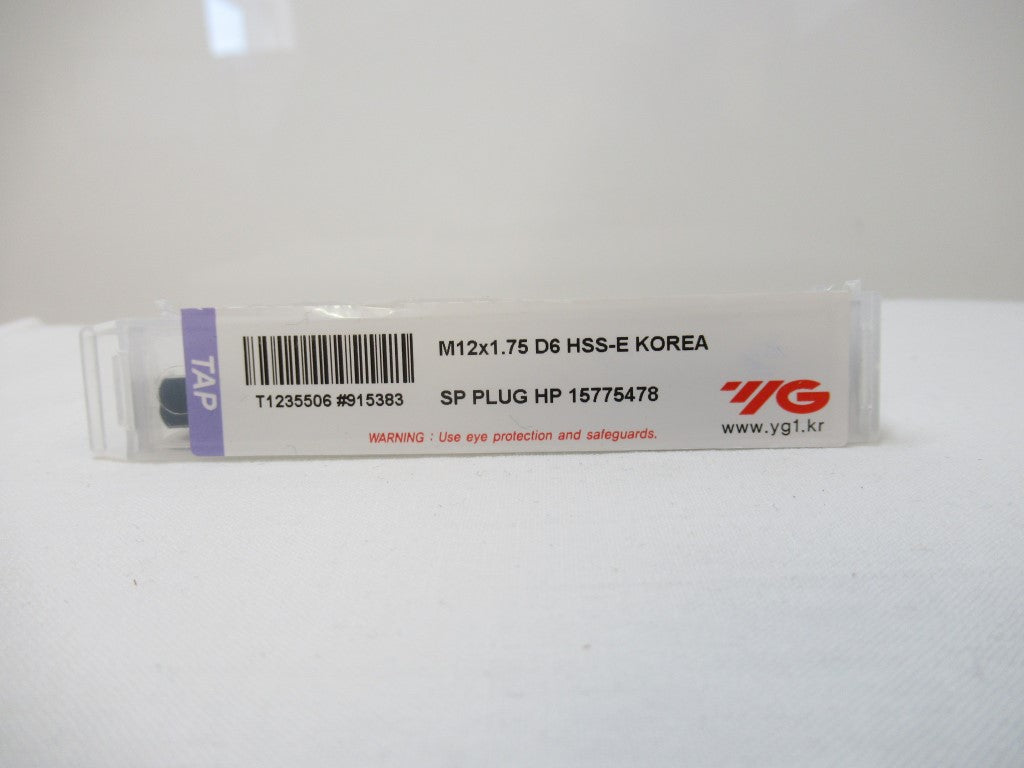 TAP
T1235506 #915383
M12x1.75 D6 HSS-E KOREA
SP PLUG HP 15775478
WARNING : Use eye protection and safeguards.
YG
www.yg1.kr